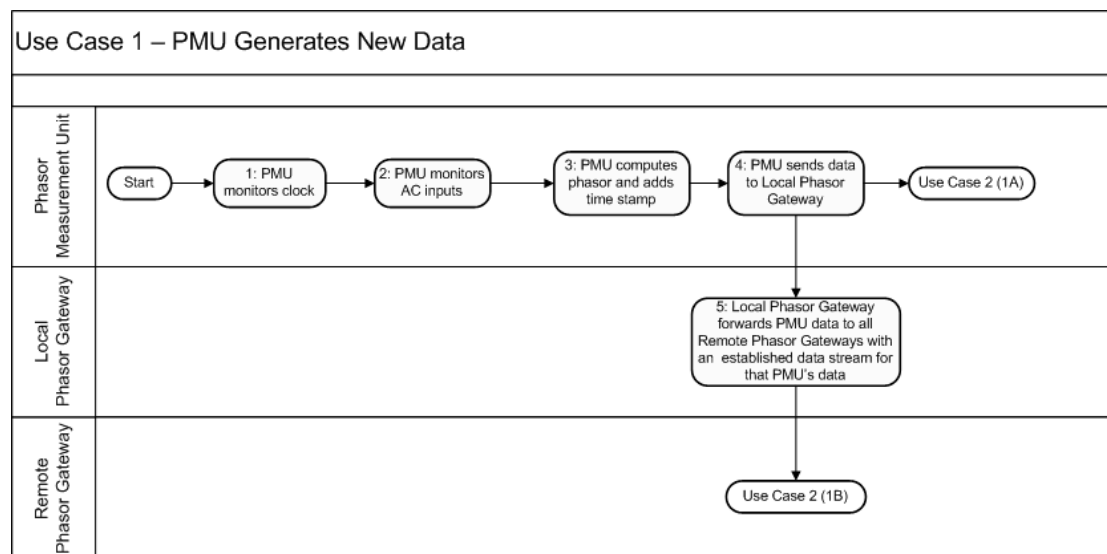 Use Case 1 – PMU Generates New Data
Phasor
Measurement Unit
Start
1: PMU
monitors clock
2: PMU monitors
AC inputs
3: PMU computes
phasor and adds
time stamp
4: PMU sends data
to Local Phasor
Gateway
Use Case 2 (1A)
Local
Phasor Gateway
5: Local Phasor Gateway
forwards PMU data to all
Remote Phasor Gateways with
an established data stream for
that PMU's data
Remote
Phasor Gateway
Use Case 2 (1B)